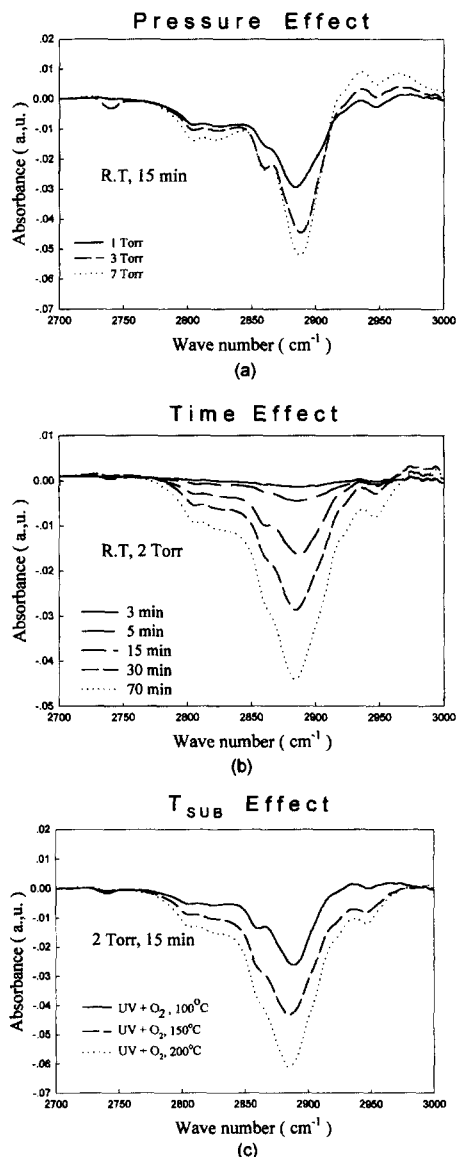 Pressure Effect
.02
.01
0.00
-.01
-.02
-.03
-.04
-.05
-.06
-.07
Absorbance ( a.,u. )
R.T, 15 min
1 Torr
3 Torr
7 Torr
2700 2750 2800 2850 2900 2950 3000
Wave number ( cm⁻¹ )
(a)
Time Effect
.01
0.00
-.01
-.02
-.03
-.04
-.05
Absorbance ( a.,u. )
R.T, 2 Torr
3 min
5 min
15 min
30 min
70 min
2700 2750 2800 2850 2900 2950 3000
Wave number ( cm⁻¹ )
(b)
T_SUB Effect
.02
.01
0.00
-.01
-.02
-.03
-.04
-.05
-.06
-.07
Absorbance ( a.,u. )
2 Torr, 15 min
UV + O₂ , 100°C
UV + O₂, 150°C
UV + O₂, 200°C
2700 2750 2800 2850 2900 2950 3000
Wave number ( cm⁻¹ )
(c)